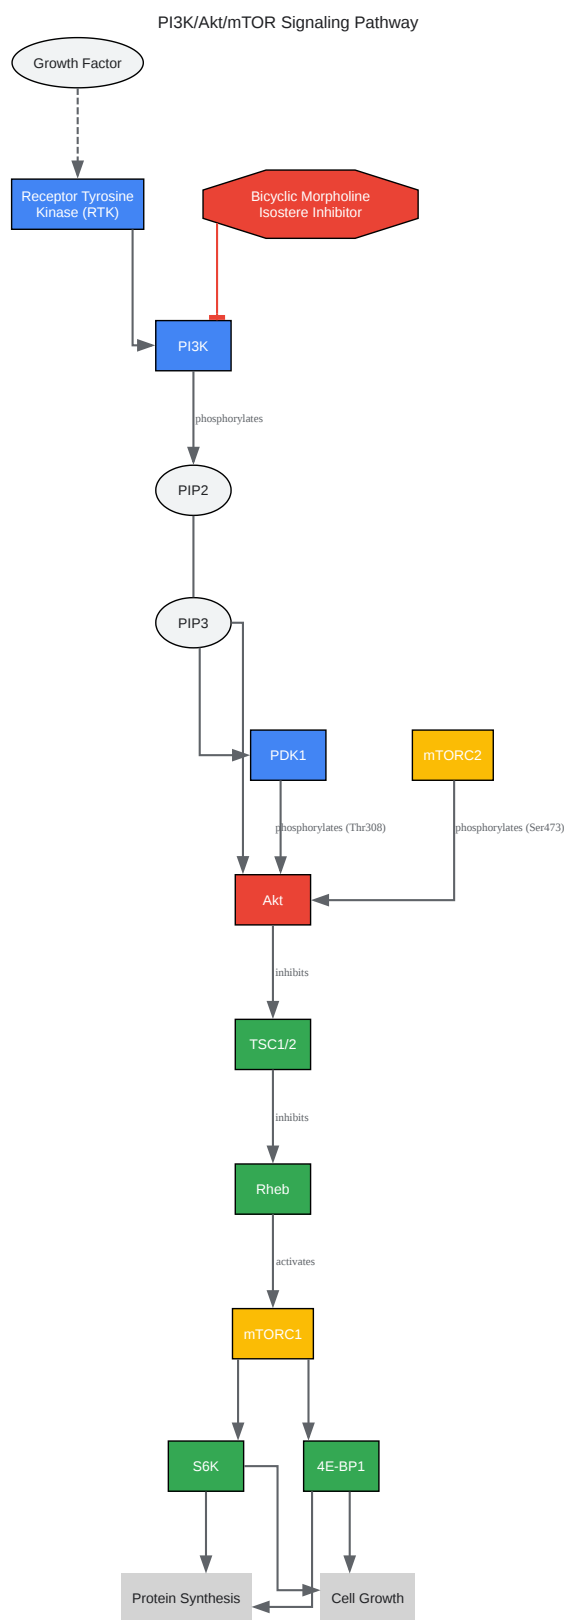 PI3K/Akt/mTOR Signaling Pathway
Growth Factor
Receptor Tyrosine
Kinase (RTK)
Bicyclic Morpholine
Isostere Inhibitor
PI3K
phosphorylates
PIP2
PIP3
PDK1
mTORC2
phosphorylates (Thr308)
phosphorylates (Ser473)
Akt
inhibits
TSC1/2
inhibits
Rheb
activates
mTORC1
S6K
4E-BP1
Protein Synthesis
Cell Growth